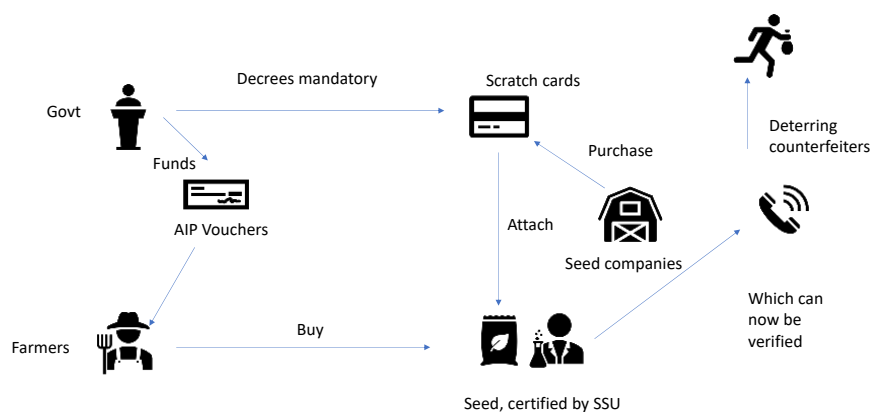 Decrees mandatory
Scratch cards
Govt
Deterring
counterfeiters
Purchase
Funds
AIP Vouchers
Attach
Seed companies
Which can
now be
verified
Buy
Farmers
Seed, certified by SSU